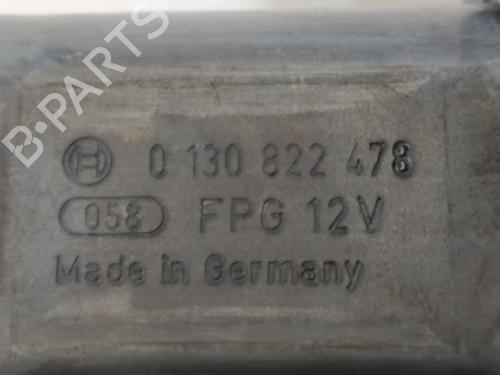 B-PARTS
0 130 822 478
058 FPG 12V
Made in Germany